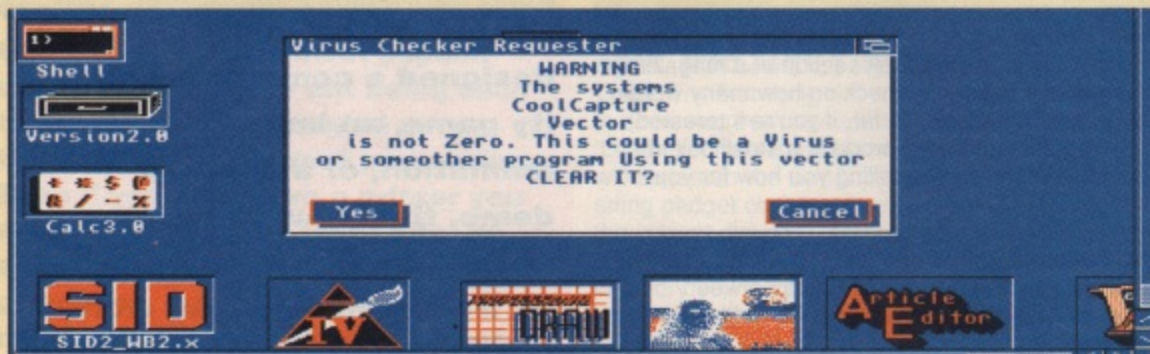 1>
Shell
Version2.0
+ * $ @
& / - %
Calc3.0
Virus Checker Requester
WARNING
The systems
CoolCapture
Vector
is not Zero. This could be a Virus
or someother program Using this vector
CLEAR IT?
Yes
Cancel
SID
SID2_WB2.x
IV
DRAW
Article
Editor